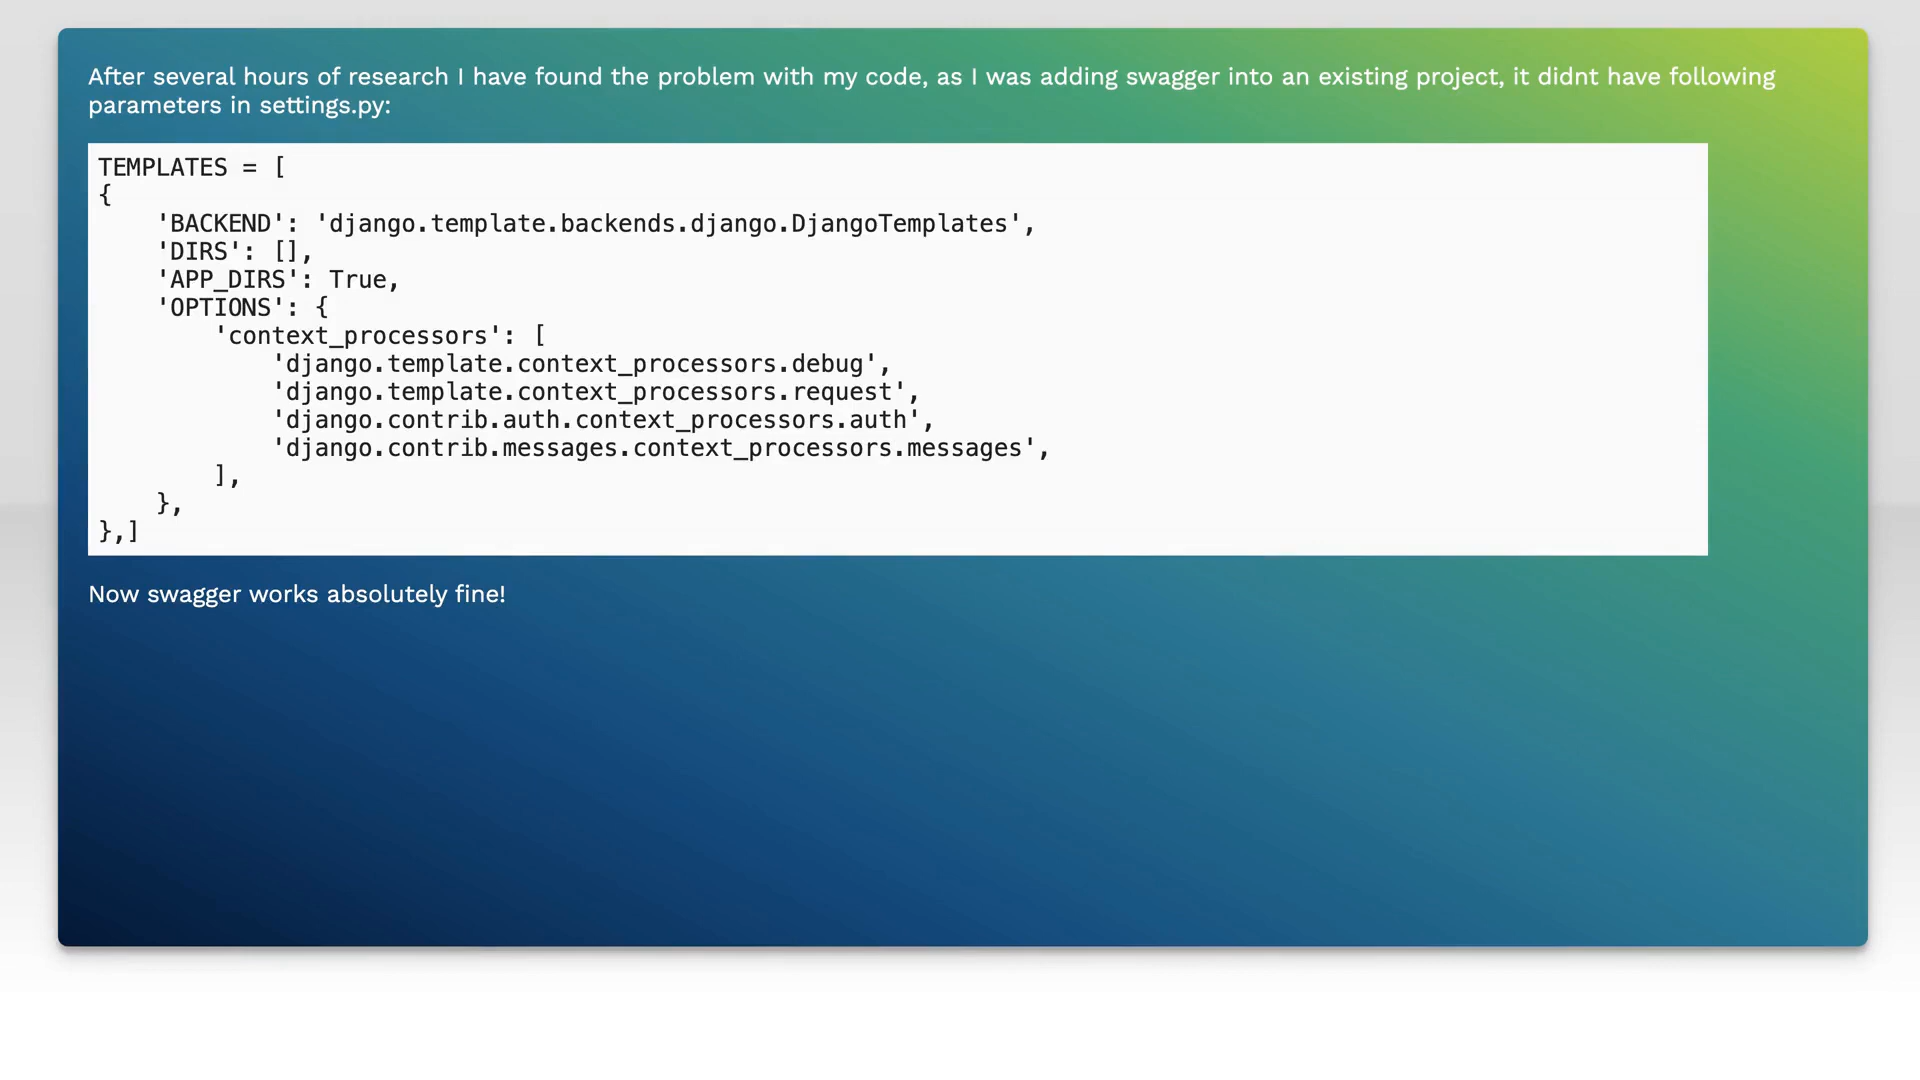 After several hours of research I have found the problem with my code, as I was adding swagger into an existing project, it didnt have following
parameters in settings.py:
TEMPLATES = [
{
    'BACKEND': 'django.template.backends.django.DjangoTemplates',
    'DIRS': [],
    'APP_DIRS': True,
    'OPTIONS': {
        'context_processors': [
            'django.template.context_processors.debug',
            'django.template.context_processors.request',
            'django.contrib.auth.context_processors.auth',
            'django.contrib.messages.context_processors.messages',
        ],
    },
},]
Now swagger works absolutely fine!